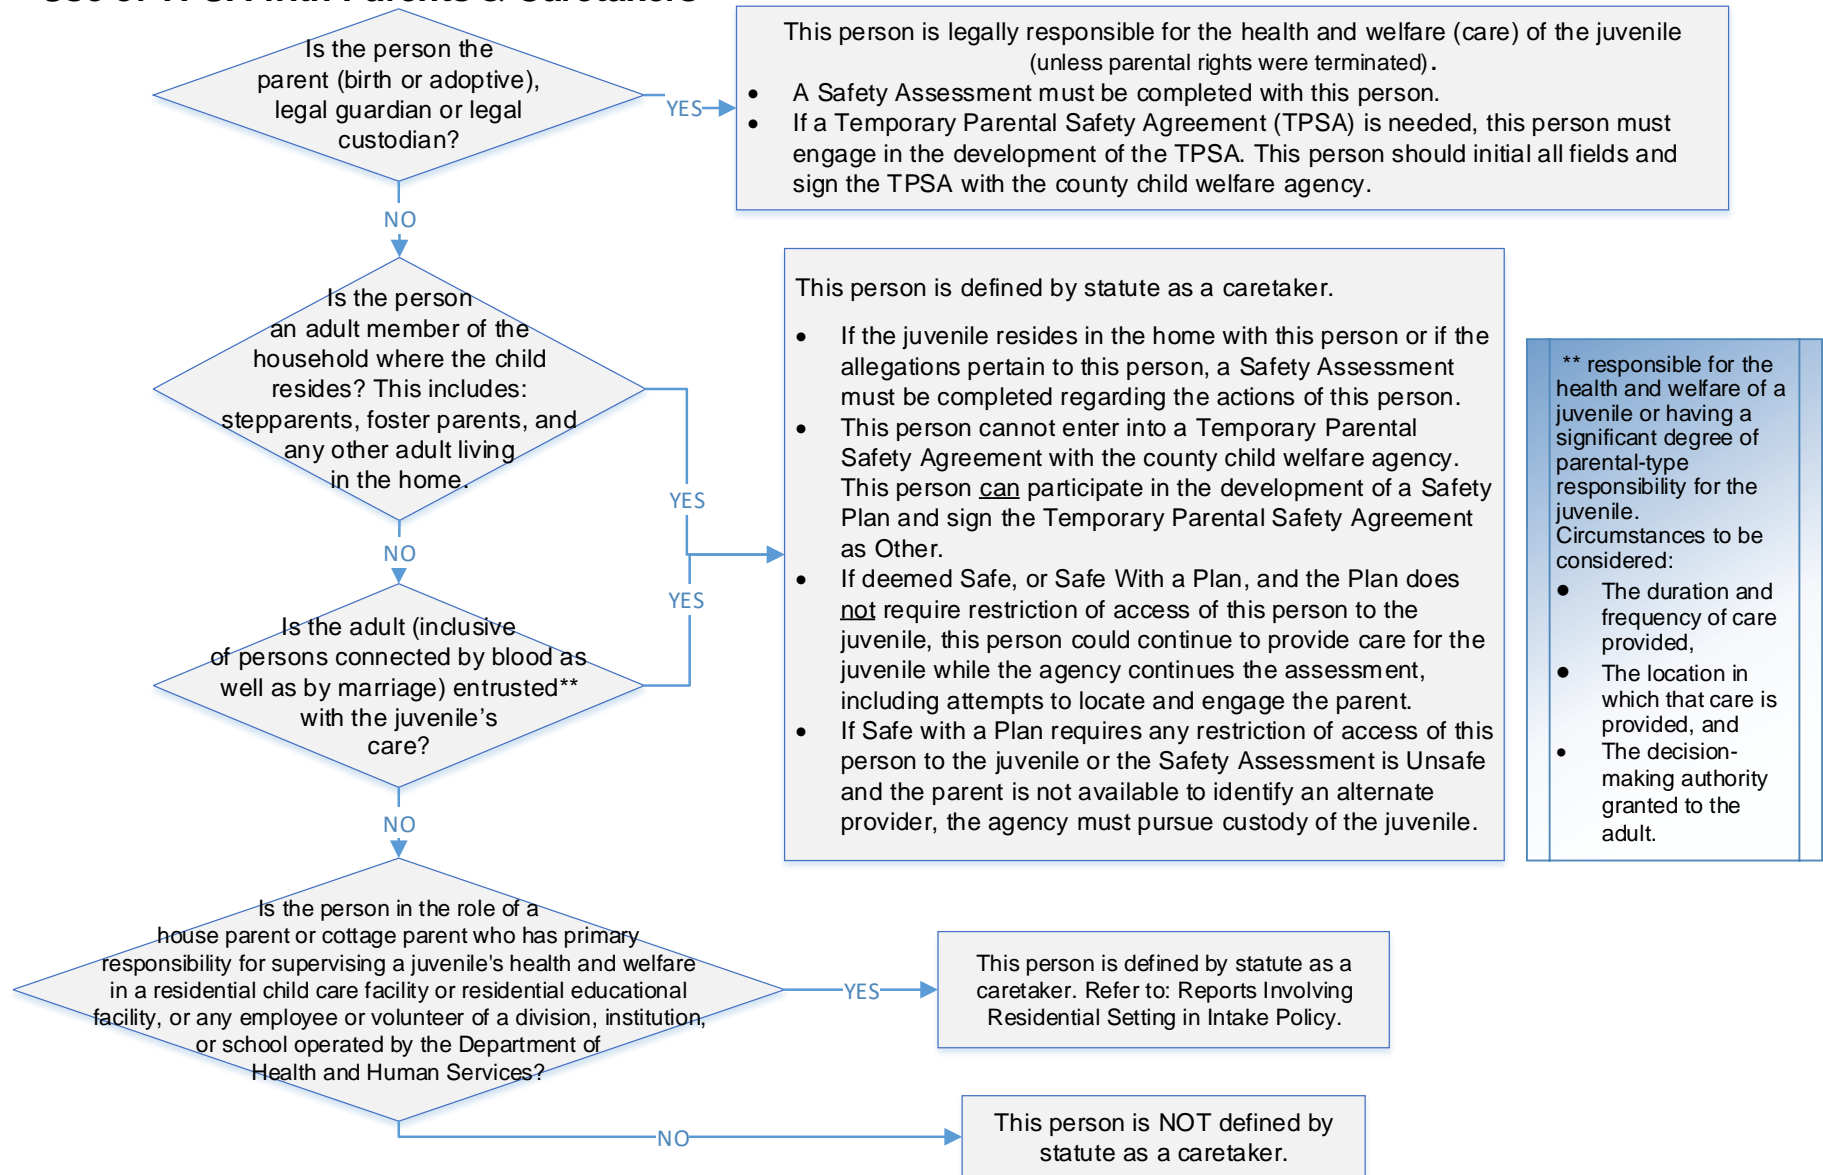 Use of TPSA with Parents & Caretakers
Is the person the
parent (birth or adoptive),
legal guardian or legal
custodian?
YES
This person is legally responsible for the health and welfare (care) of the juvenile
(unless parental rights were terminated).
• A Safety Assessment must be completed with this person.
• If a Temporary Parental Safety Agreement (TPSA) is needed, this person must
engage in the development of the TPSA. This person should initial all fields and
sign the TPSA with the county child welfare agency.
NO
Is the person
an adult member of the
household where the child
resides? This includes:
stepparents, foster parents, and
any other adult living
in the home.
YES
NO
Is the adult (inclusive
of persons connected by blood as
well as by marriage) entrusted**
with the juvenile’s
care?
YES
This person is defined by statute as a caretaker.
• If the juvenile resides in the home with this person or if the
allegations pertain to this person, a Safety Assessment
must be completed regarding the actions of this person.
• This person cannot enter into a Temporary Parental
Safety Agreement with the county child welfare agency.
This person can participate in the development of a Safety
Plan and sign the Temporary Parental Safety Agreement
as Other.
• If deemed Safe, or Safe With a Plan, and the Plan does
not require restriction of access of this person to the
juvenile, this person could continue to provide care for the
juvenile while the agency continues the assessment,
including attempts to locate and engage the parent.
• If Safe with a Plan requires any restriction of access of this
person to the juvenile or the Safety Assessment is Unsafe
and the parent is not available to identify an alternate
provider, the agency must pursue custody of the juvenile.
** responsible for the
health and welfare of a
juvenile or having a
significant degree of
parental-type
responsibility for the
juvenile.
Circumstances to be
considered:
• The duration and
frequency of care
provided,
• The location in
which that care is
provided, and
• The decision-
making authority
granted to the
adult.
NO
Is the person in the role of a
house parent or cottage parent who has primary
responsibility for supervising a juvenile's health and welfare
in a residential child care facility or residential educational
facility, or any employee or volunteer of a division, institution,
or school operated by the Department of
Health and Human Services?
YES
This person is defined by statute as a
caretaker. Refer to: Reports Involving
Residential Setting in Intake Policy.
NO
This person is NOT defined by
statute as a caretaker.